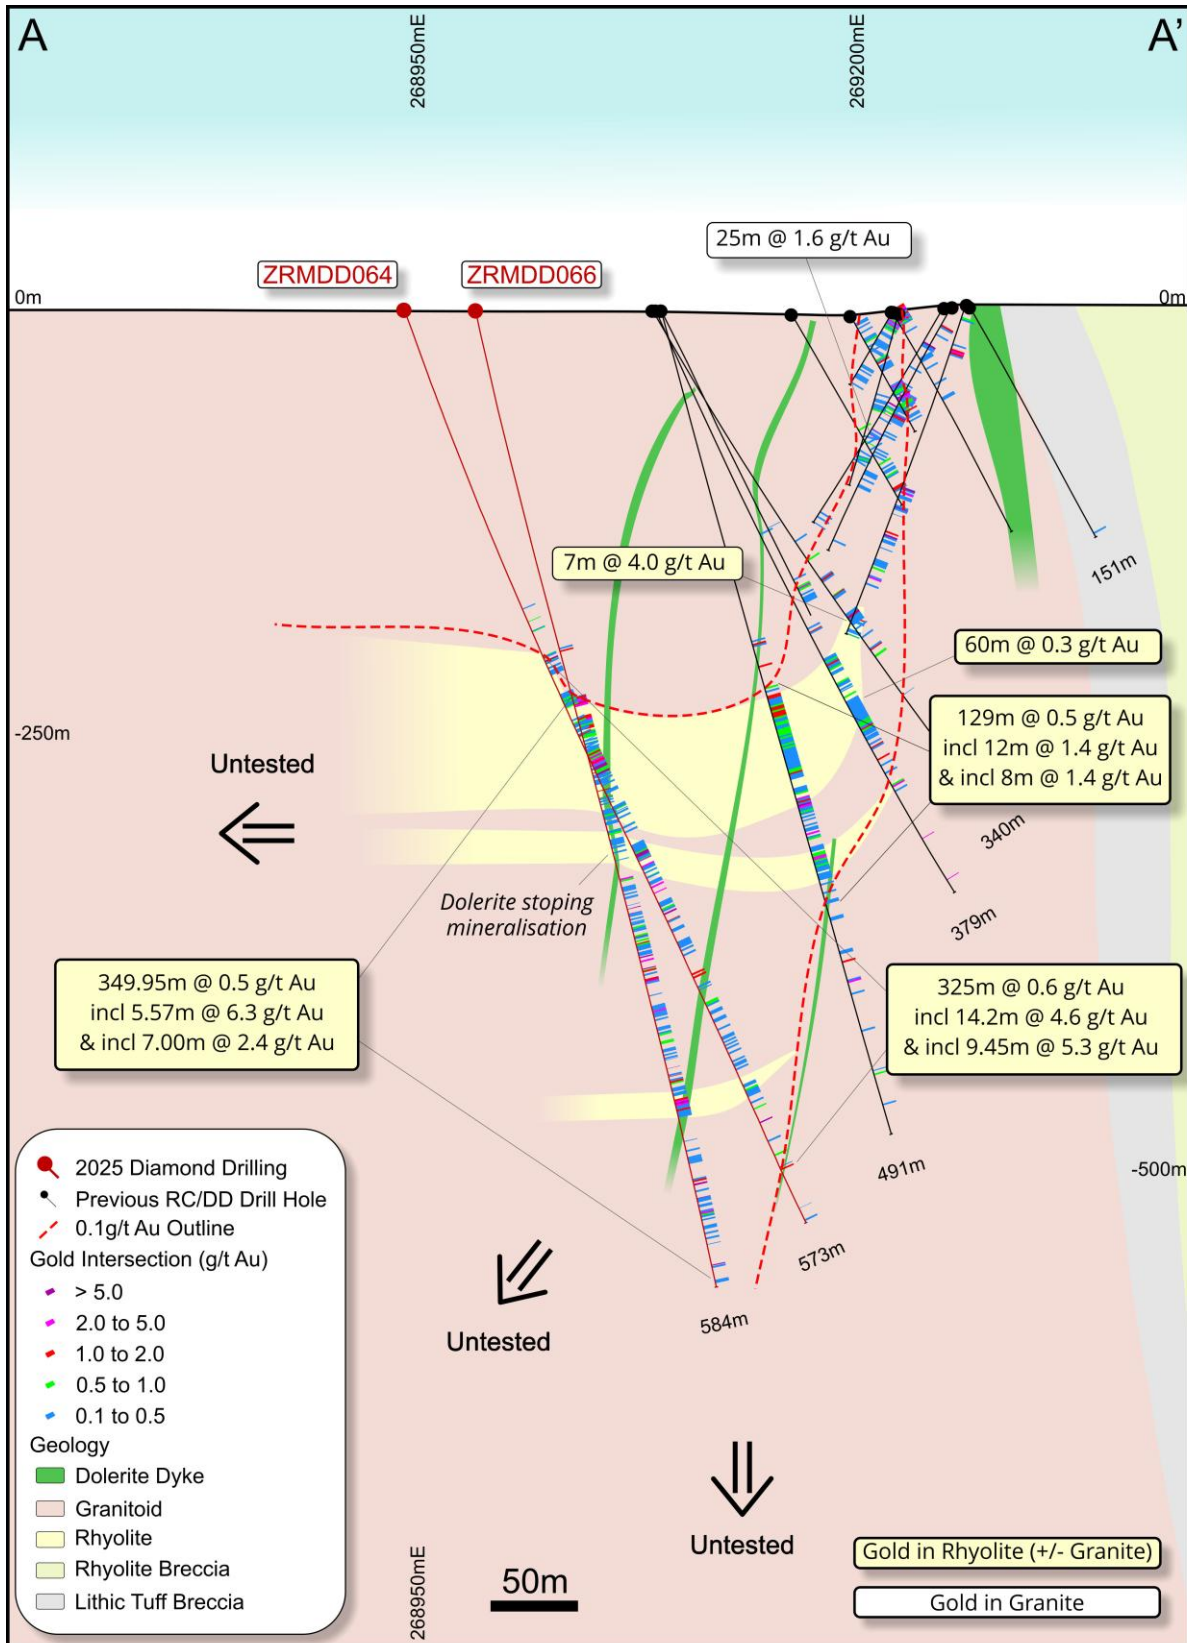 A
268950mE
269200mE
A’
25m @ 1.6 g/t Au
ZRMDD064
ZRMDD066
0m
0m
7m @ 4.0 g/t Au
151m
60m @ 0.3 g/t Au
129m @ 0.5 g/t Au
incl 12m @ 1.4 g/t Au
& incl 8m @ 1.4 g/t Au
-250m
Untested
340m
379m
Dolerite stoping
mineralisation
349.95m @ 0.5 g/t Au
incl 5.57m @ 6.3 g/t Au
& incl 7.00m @ 2.4 g/t Au
325m @ 0.6 g/t Au
incl 14.2m @ 4.6 g/t Au
& incl 9.45m @ 5.3 g/t Au
491m
-500m
573m
584m
Untested
2025 Diamond Drilling
Previous RC/DD Drill Hole
0.1g/t Au Outline
Gold Intersection (g/t Au)
> 5.0
2.0 to 5.0
1.0 to 2.0
0.5 to 1.0
0.1 to 0.5
Geology
Dolerite Dyke
Granitoid
Rhyolite
Rhyolite Breccia
Lithic Tuff Breccia
Untested
268950mE
50m
Gold in Rhyolite (+/- Granite)
Gold in Granite